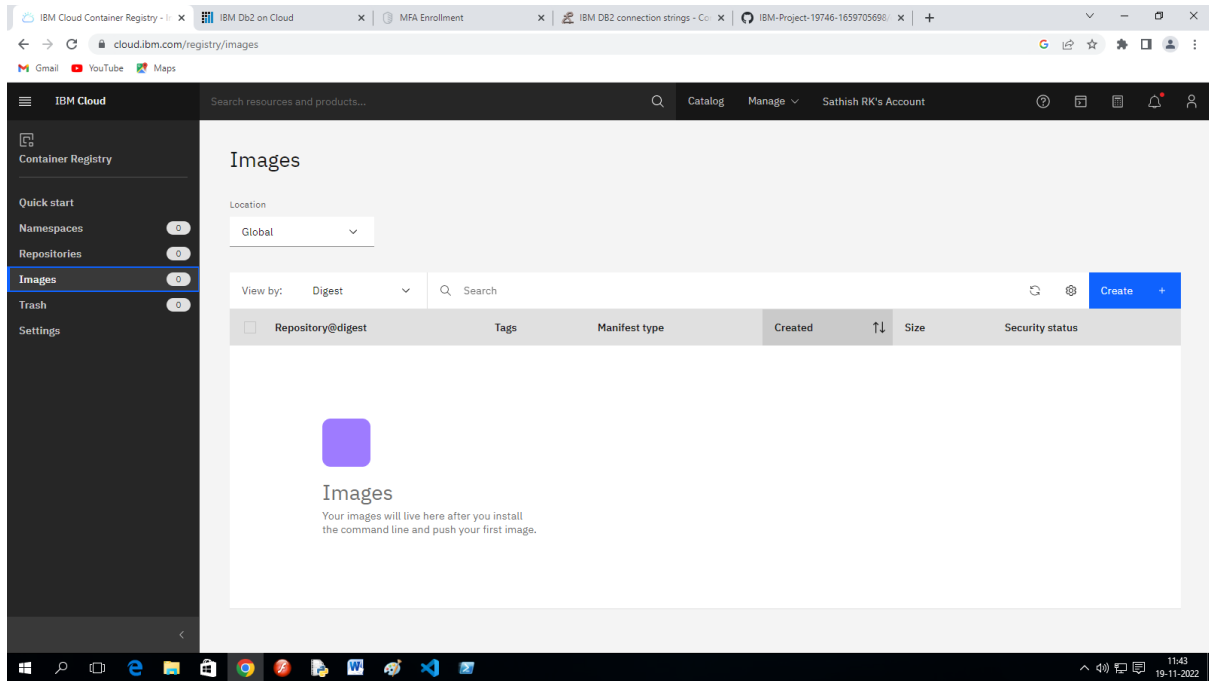 IBM Cloud Container Registry - I
IBM Db2 on Cloud
MFA Enrollment
IBM DB2 connection strings - Co
IBM-Project-19746-1659705698/
cloud.ibm.com/registry/images
Gmail
YouTube
Maps
IBM Cloud
Search resources and products...
Catalog
Manage
Sathish RK's Account
Container Registry
Quick start
Namespaces 0
Repositories 0
Images 0
Trash 0
Settings
Images
Location
Global
View by: Digest
Search
Create +
Repository@digest Tags Manifest type Created Size Security status
Images
Your images will live here after you install
the command line and push your first image.
11:43
19-11-2022